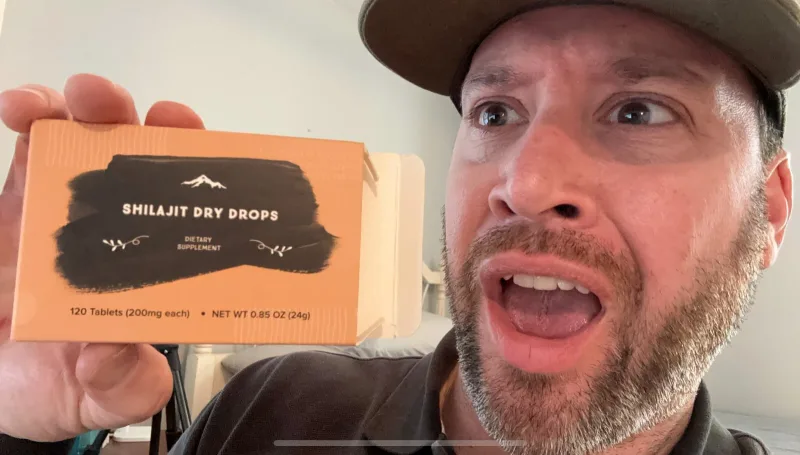 SHILAJIT DRY DROPS
DIETARY
SUPPLEMENT
120 Tablets (200mg each) • NET WT 0.85 OZ (24g)